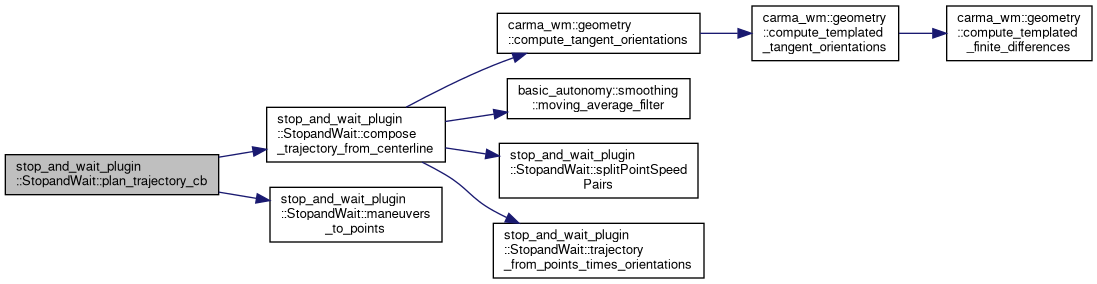 stop_and_wait_plugin
::StopandWait::plan_trajectory_cb
stop_and_wait_plugin
::StopandWait::compose
_trajectory_from_centerline
stop_and_wait_plugin
::StopandWait::maneuvers
_to_points
carma_wm::geometry
::compute_tangent_orientations
basic_autonomy::smoothing
::moving_average_filter
stop_and_wait_plugin
::StopandWait::splitPointSpeed
Pairs
stop_and_wait_plugin
::StopandWait::trajectory
_from_points_times_orientations
carma_wm::geometry
::compute_templated
_tangent_orientations
carma_wm::geometry
::compute_templated
_finite_differences